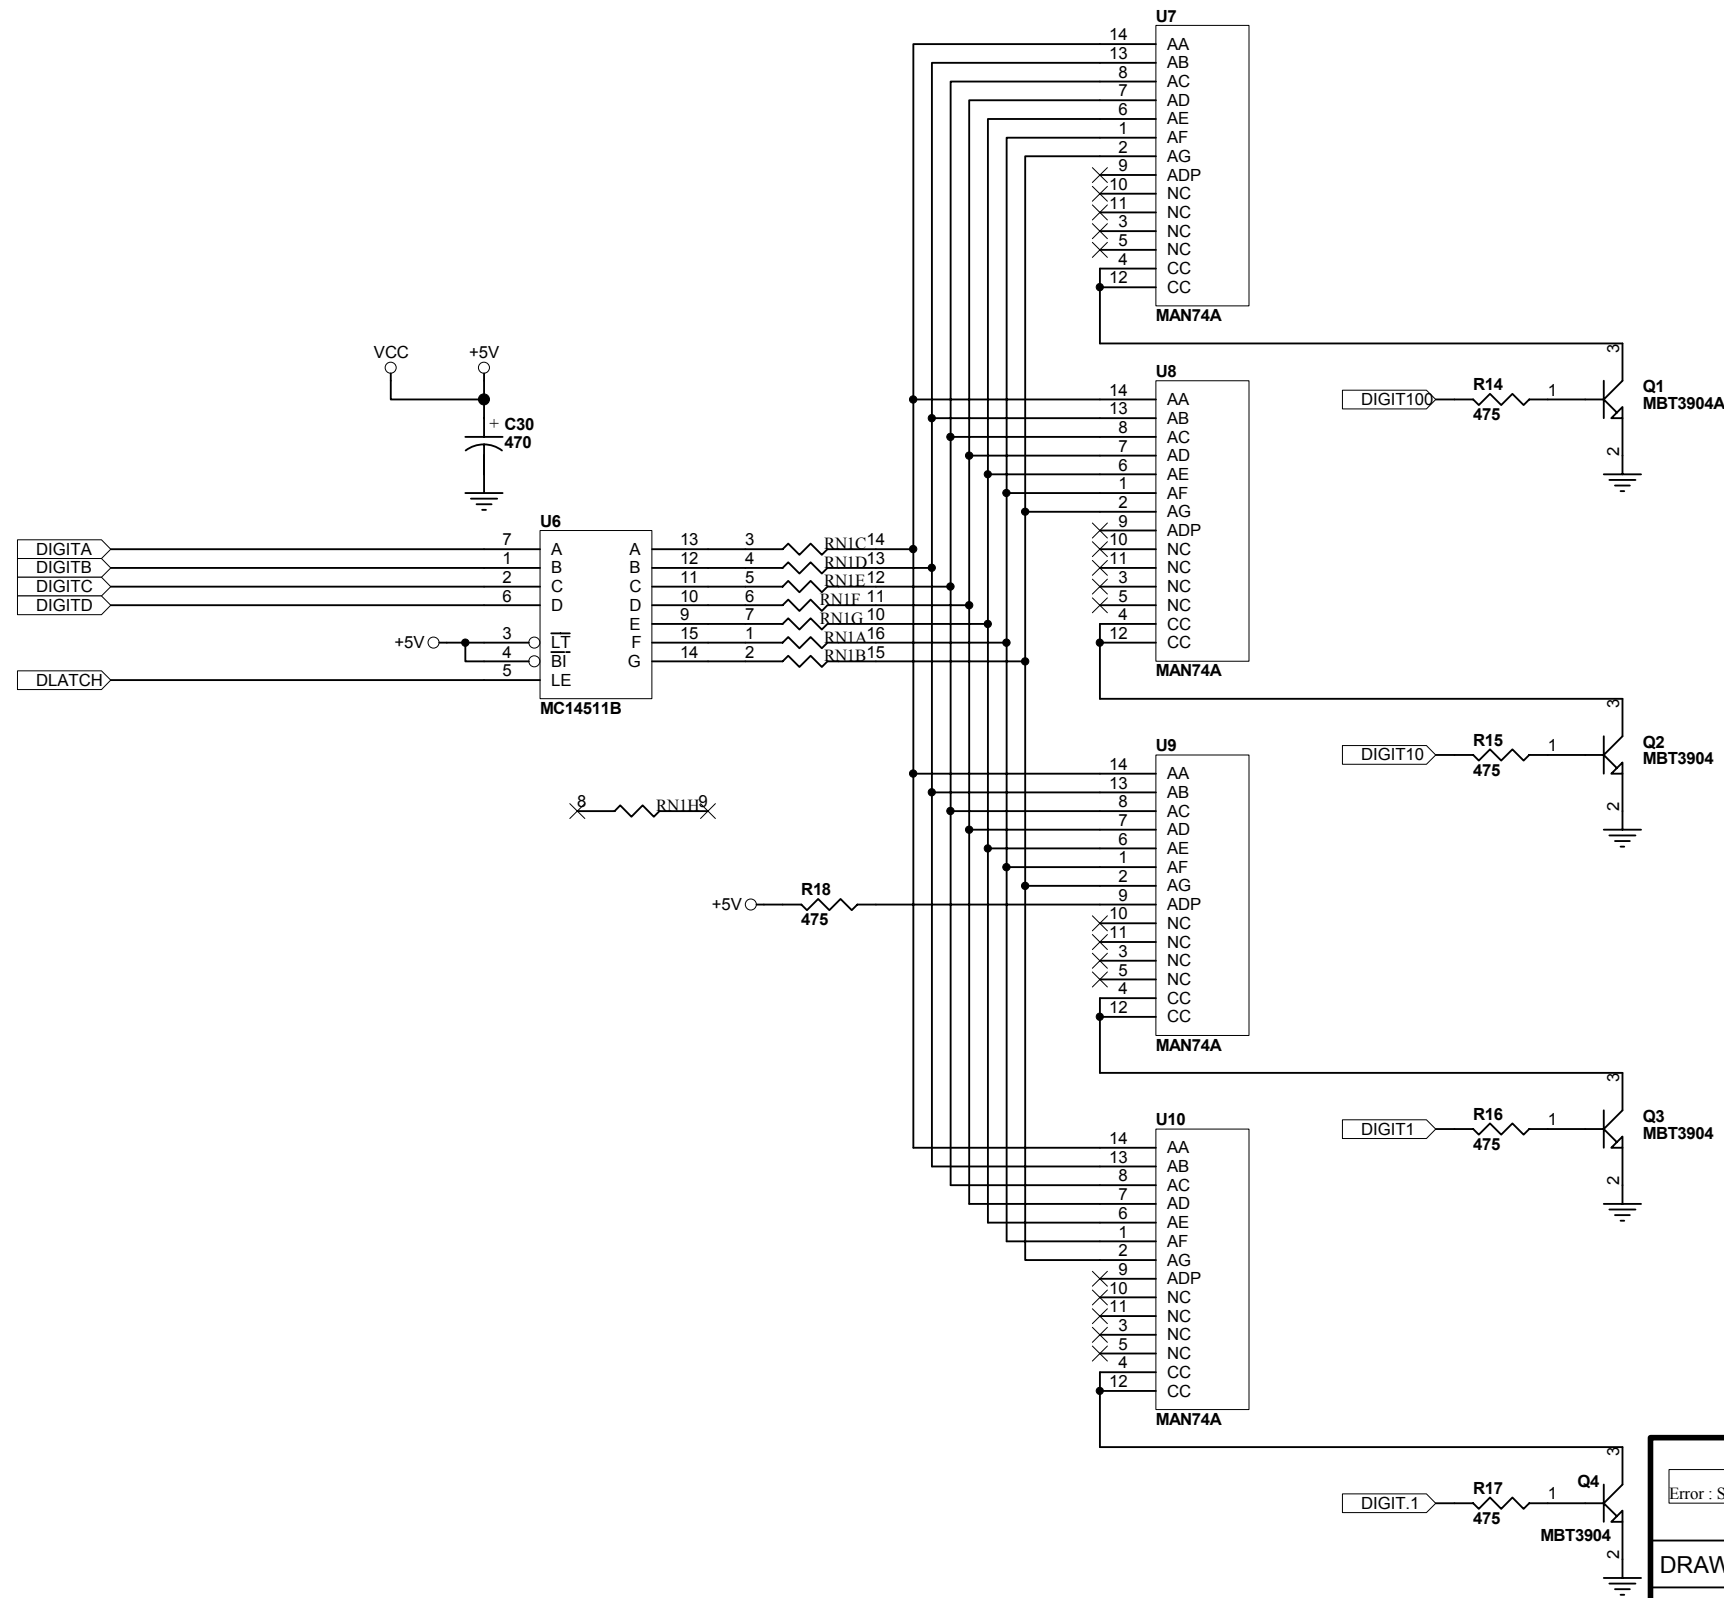 U7
14 AA
13 AB
8 AC
7 AD
6 AE
1 AF
2 AG
9 ADP
10 NC
11 NC
3 NC
5 NC
4 CC
12 CC
MAN74A
VCC +5V
+ C30
470
3
DIGIT100 R14 1 Q1
475 MBT3904A
2
U8
14 AA
13 AB
8 AC
7 AD
6 AE
1 AF
2 AG
9 ADP
10 NC
11 NC
3 NC
5 NC
4 CC
12 CC
MAN74A
U6
DIGITA 7 A A 13 3 RN1C 14
DIGITB 1 B B 12 4 RN1D 13
DIGITC 2 C C 11 5 RN1E 12
DIGITD 6 D D 10 6 RN1F 11
E 9 7 RN1G 10
+5V 3 LT F 15 1 RN1A 16
4 BI G 14 2 RN1B 15
DLATCH 5 LE
MC14511B
3
DIGIT10 R15 1 Q2
475 MBT3904
2
8 RN1H 9
U9
14 AA
13 AB
8 AC
7 AD
6 AE
1 AF
2 AG
+5V R18 9 ADP
475
10 NC
11 NC
3 NC
5 NC
4 CC
12 CC
MAN74A
3
DIGIT1 R16 1 Q3
475 MBT3904
2
U10
14 AA
13 AB
8 AC
7 AD
6 AE
1 AF
2 AG
9 ADP
10 NC
11 NC
3 NC
5 NC
4 CC
12 CC
MAN74A
3
DIGIT.1 R17 1 Q4
475 MBT3904
2
Error : S
DRAW